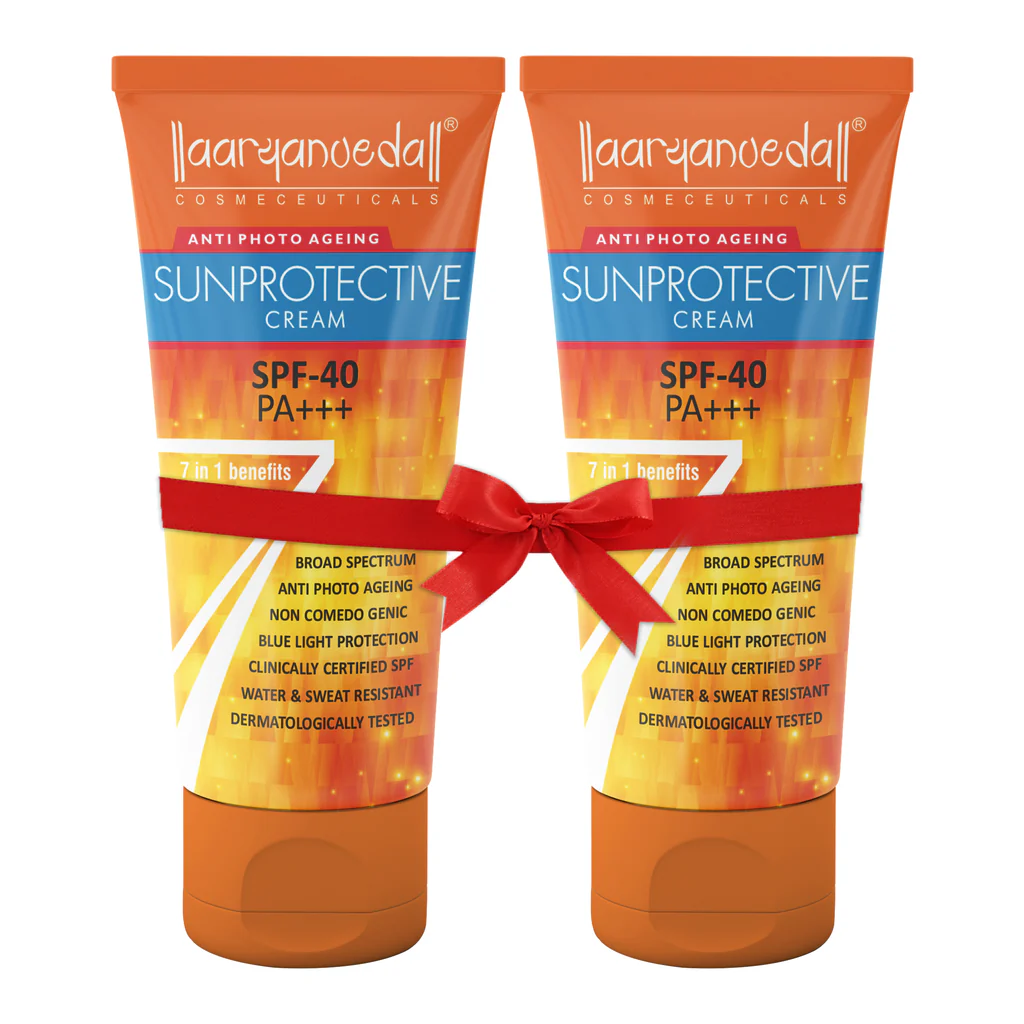 ||aaryanveda||®
COSMECEUTICALS
ANTI PHOTO AGEING
SUNPROTECTIVE
CREAM
SPF-40
PA+++
7 in 1 benefits
7
BROAD SPECTRUM
ANTI PHOTO AGEING
NON COMEDO GENIC
BLUE LIGHT PROTECTION
CLINICALLY CERTIFIED SPF
WATER & SWEAT RESISTANT
DERMATOLOGICALLY TESTED
||aaryanveda||®
COSMECEUTICALS
ANTI PHOTO AGEING
SUNPROTECTIVE
CREAM
SPF-40
PA+++
7 in 1 benefits
7
BROAD SPECTRUM
ANTI PHOTO AGEING
NON COMEDO GENIC
BLUE LIGHT PROTECTION
CLINICALLY CERTIFIED SPF
WATER & SWEAT RESISTANT
DERMATOLOGICALLY TESTED